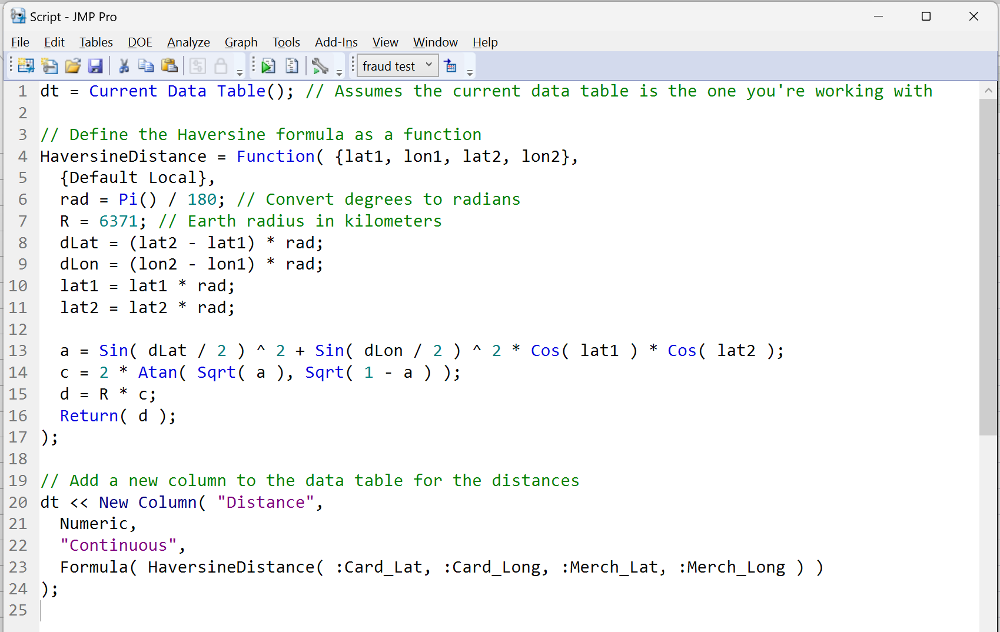 Script - JMP Pro
File Edit Tables DOE Analyze Graph Tools Add-Ins View Window Help
fraud test
1 dt = Current Data Table(); // Assumes the current data table is the one you're working with
2
3 // Define the Haversine formula as a function
4 HaversineDistance = Function( {lat1, lon1, lat2, lon2},
5 {Default Local},
6 rad = Pi() / 180; // Convert degrees to radians
7 R = 6371; // Earth radius in kilometers
8 dLat = (lat2 - lat1) * rad;
9 dLon = (lon2 - lon1) * rad;
10 lat1 = lat1 * rad;
11 lat2 = lat2 * rad;
12
13 a = Sin( dLat / 2 ) ^ 2 + Sin( dLon / 2 ) ^ 2 * Cos( lat1 ) * Cos( lat2 );
14 c = 2 * Atan( Sqrt( a ), Sqrt( 1 - a ) );
15 d = R * c;
16 Return( d );
17 );
18
19 // Add a new column to the data table for the distances
20 dt << New Column( "Distance",
21 Numeric,
22 "Continuous",
23 Formula( HaversineDistance( :Card_Lat, :Card_Long, :Merch_Lat, :Merch_Long ) )
24 );
25